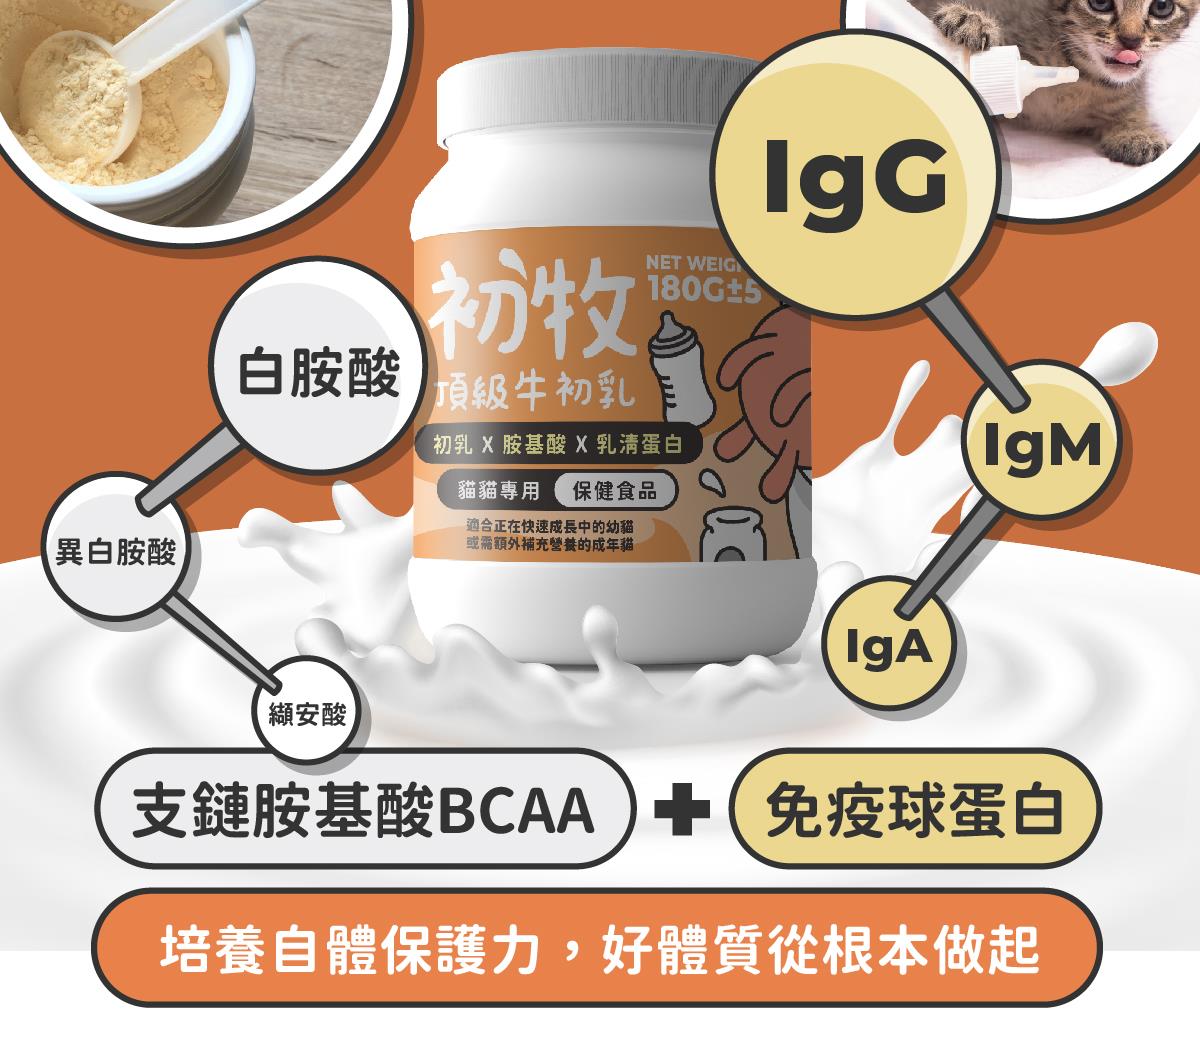 IgG
初牧
NET WEIG
180G±5
頂級牛初乳
初乳 X 胺基酸 X 乳清蛋白
貓貓專用 保健食品
適合正在快速成長中的幼貓
或需額外補充營養的成年貓
白胺酸
異白胺酸
纈安酸
IgM
IgA
支鏈胺基酸BCAA + 免疫球蛋白
培養自體保護力，好體質從根本做起